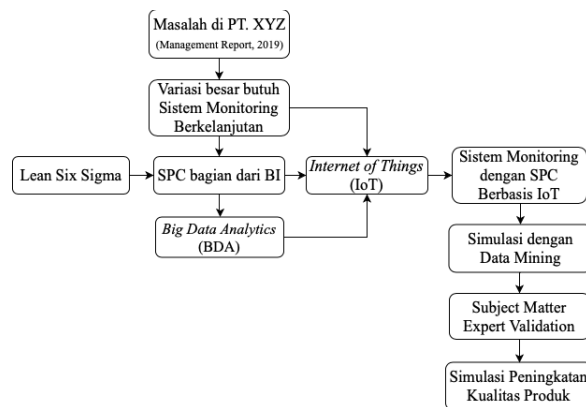 Masalah di PT. XYZ
(Management Report, 2019)
Variasi besar butuh
Sistem Monitoring
Berkelanjutan
Lean Six Sigma
SPC bagian dari BI
Internet of Things
(IoT)
Sistem Monitoring
dengan SPC
Berbasis IoT
Big Data Analytics
(BDA)
Simulasi dengan
Data Mining
Subject Matter
Expert Validation
Simulasi Peningkatan
Kualitas Produk